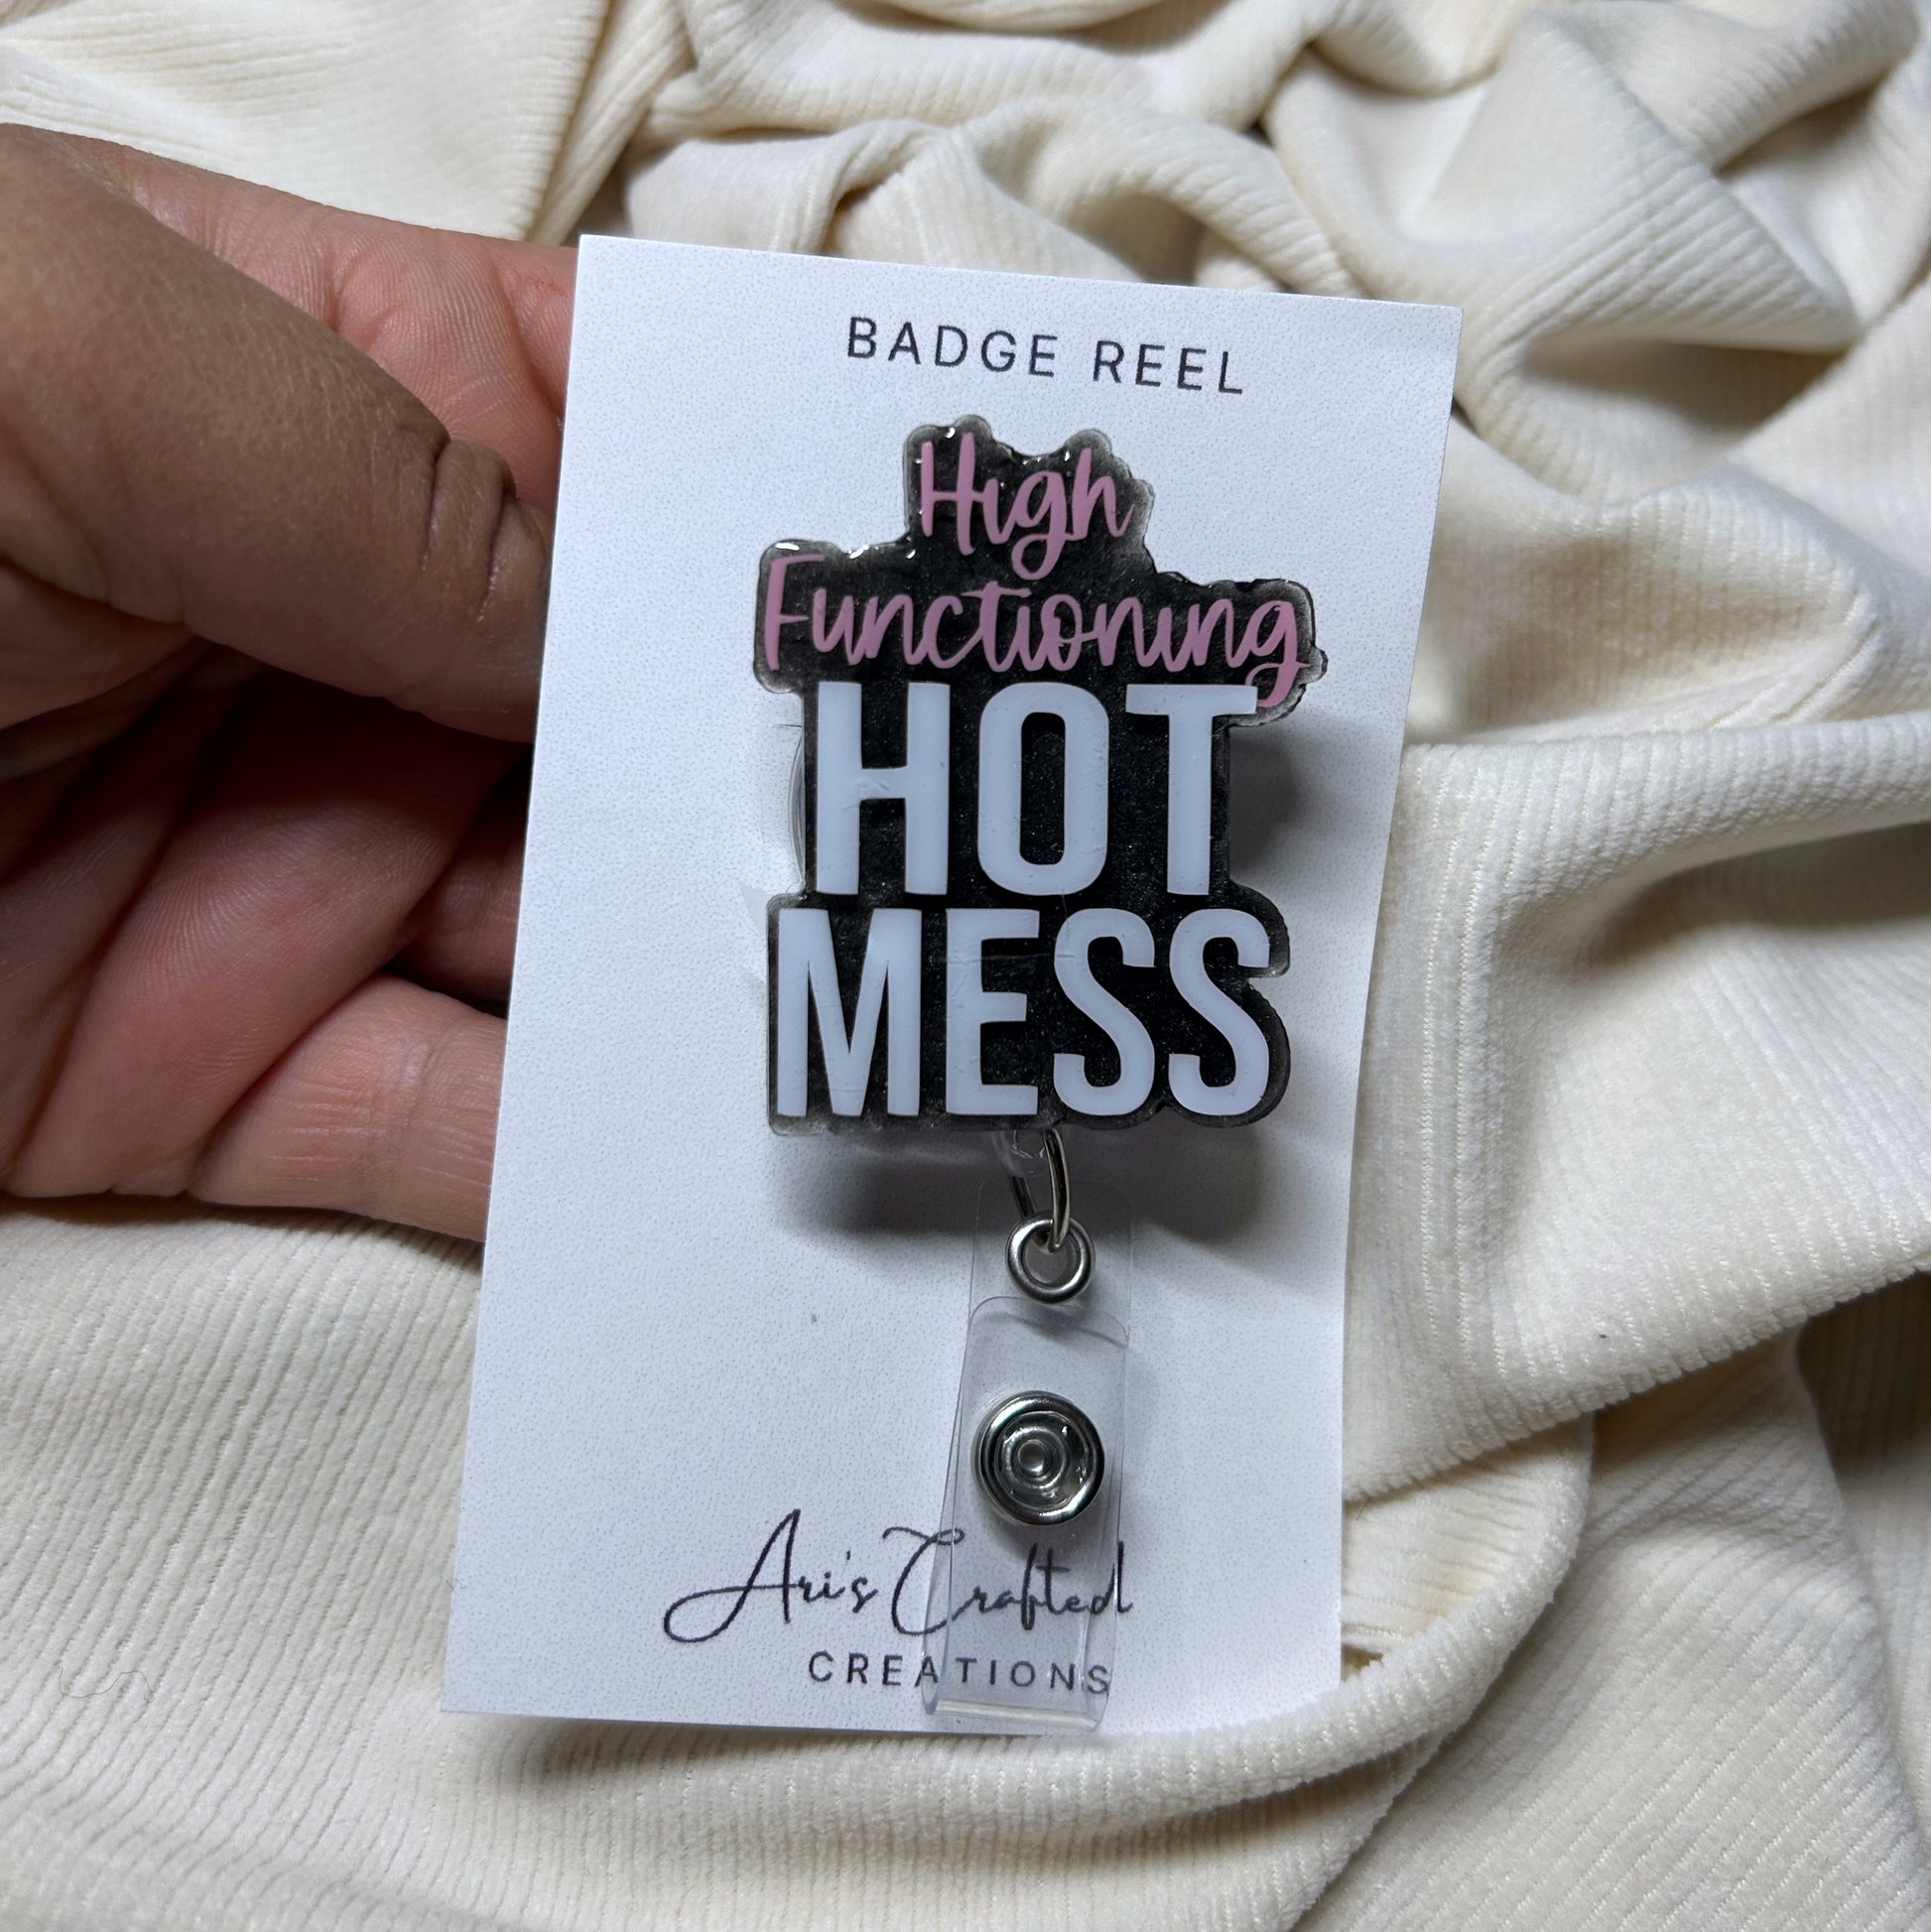 BADGE REEL
High
Functioning
HOT
MESS
Ari's Crafted
CREATIONS